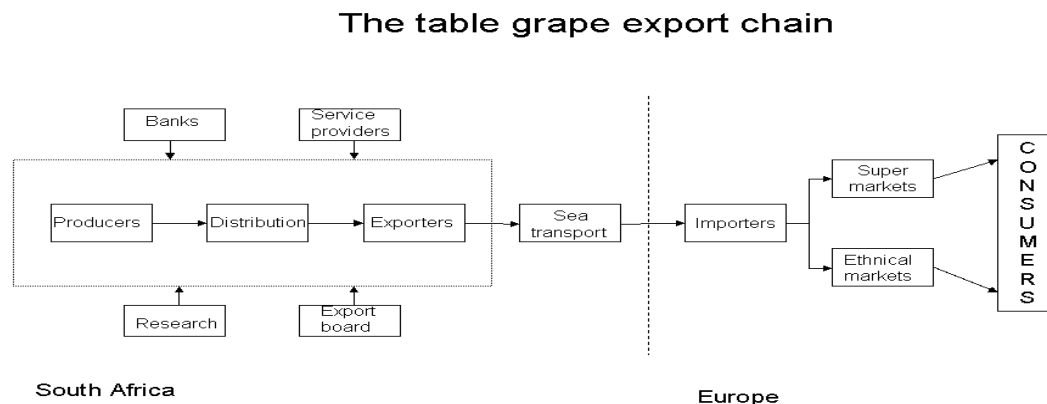 The table grape export chain
Banks
Service
providers
Producers
Distribution
Exporters
Sea
transport
Importers
Super
markets
Ethnical
markets
CONSUMERS
Research
Export
board
South Africa
Europe